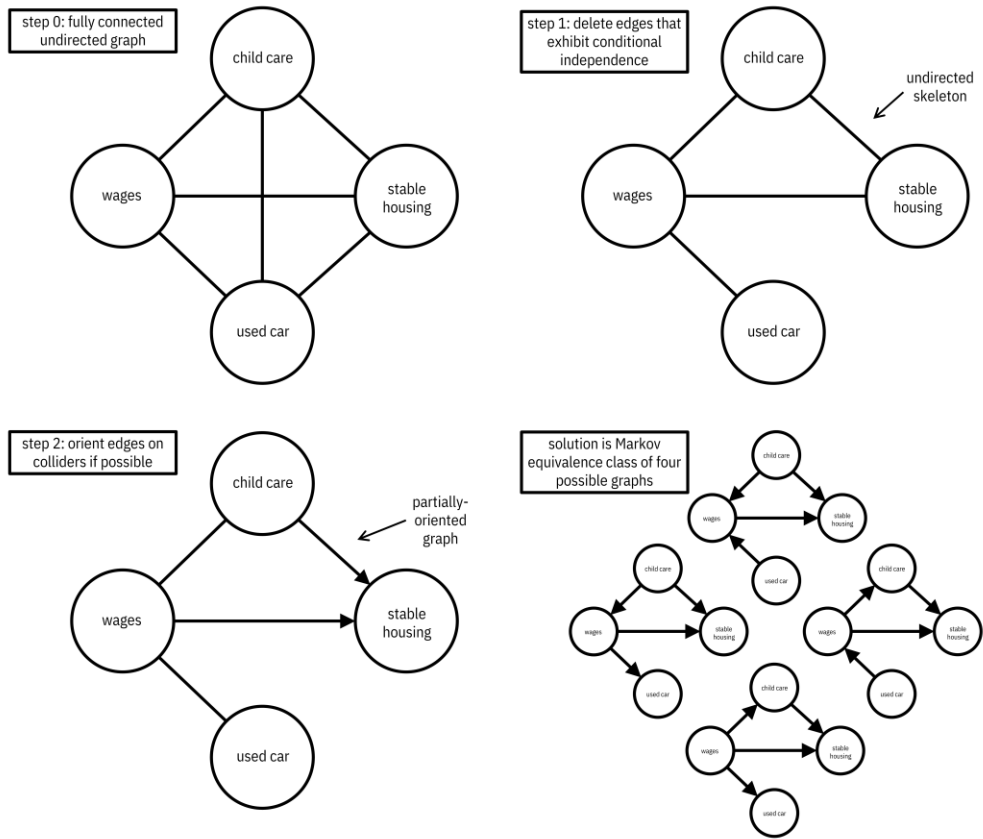 step 0: fully connected
undirected graph
child care
wages
stable
housing
used car
step 1: delete edges that
exhibit conditional
independence
child care
undirected
skeleton
wages
stable
housing
used car
step 2: orient edges on
colliders if possible
child care
partially-
oriented
graph
wages
stable
housing
used car
solution is Markov
equivalence class of four
possible graphs
child care
wages
stable
housing
used car
child care
wages
stable
housing
used car
child care
wages
stable
housing
used car
child care
wages
stable
housing
used car